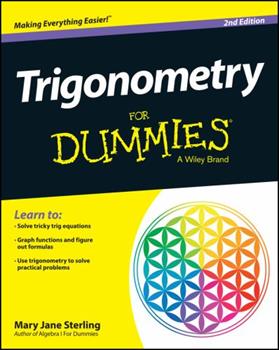 Making Everything Easier!™
2nd Edition
Trigonometry
FOR
DUMMIES®
A Wiley Brand
Learn to:
• Solve tricky trig equations
• Graph functions and figure
out formulas
• Use trigonometry to solve
practical problems
Mary Jane Sterling
Author of Algebra I For Dummies